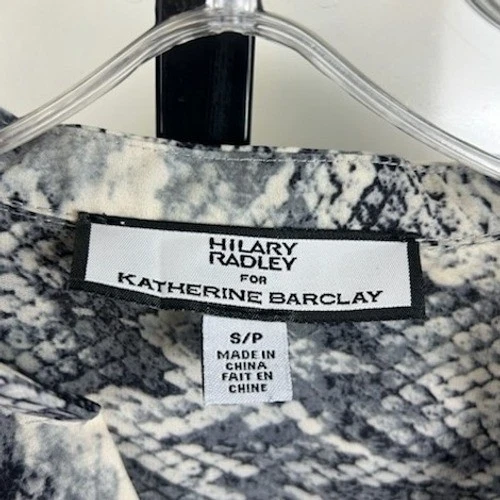 HILARY
RADLEY
FOR
KATHERINE BARCLAY
S/P
MADE IN
CHINA
FAIT EN
CHINE